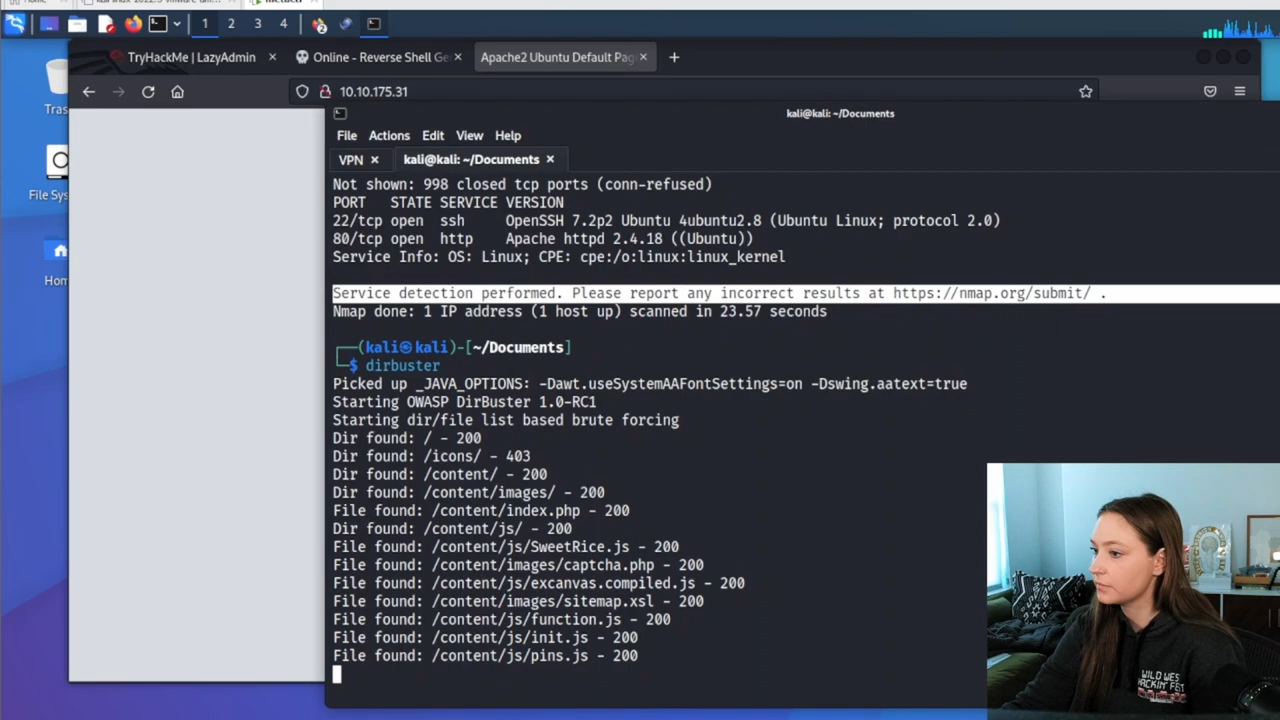 Home
1 2 3 4
TryHackMe | LazyAdmin × Online - Reverse Shell Ge × Apache2 Ubuntu Default Pag × +
10.10.175.31
Tras
File Sys
Hom
kali@kali: ~/Documents
File Actions Edit View Help
VPN × kali@kali: ~/Documents ×
Not shown: 998 closed tcp ports (conn-refused)
PORT STATE SERVICE VERSION
22/tcp open ssh OpenSSH 7.2p2 Ubuntu 4ubuntu2.8 (Ubuntu Linux; protocol 2.0)
80/tcp open http Apache httpd 2.4.18 ((Ubuntu))
Service Info: OS: Linux; CPE: cpe:/o:linux:linux_kernel
Service detection performed. Please report any incorrect results at https://nmap.org/submit/ .
Nmap done: 1 IP address (1 host up) scanned in 23.57 seconds
┌──(kali㉿kali)-[~/Documents]
└─$ dirbuster
Picked up _JAVA_OPTIONS: -Dawt.useSystemAAFontSettings=on -Dswing.aatext=true
Starting OWASP DirBuster 1.0-RC1
Starting dir/file list based brute forcing
Dir found: / - 200
Dir found: /icons/ - 403
Dir found: /content/ - 200
Dir found: /content/images/ - 200
File found: /content/index.php - 200
Dir found: /content/js/ - 200
File found: /content/js/SweetRice.js - 200
File found: /content/images/captcha.php - 200
File found: /content/js/excanvas.compiled.js - 200
File found: /content/images/sitemap.xsl - 200
File found: /content/js/function.js - 200
File found: /content/js/init.js - 200
File found: /content/js/pins.js - 200
WILD WES
HACKIN' FES